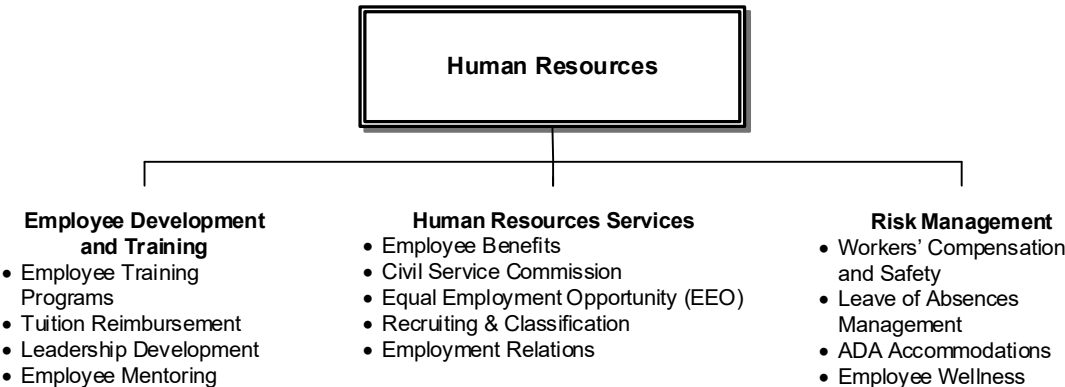 Human Resources
Employee Development
and Training
• Employee Training
Programs
• Tuition Reimbursement
• Leadership Development
• Employee Mentoring
Human Resources Services
• Employee Benefits
• Civil Service Commission
• Equal Employment Opportunity (EEO)
• Recruiting & Classification
• Employment Relations
Risk Management
• Workers’ Compensation
and Safety
• Leave of Absences
Management
• ADA Accommodations
• Employee Wellness